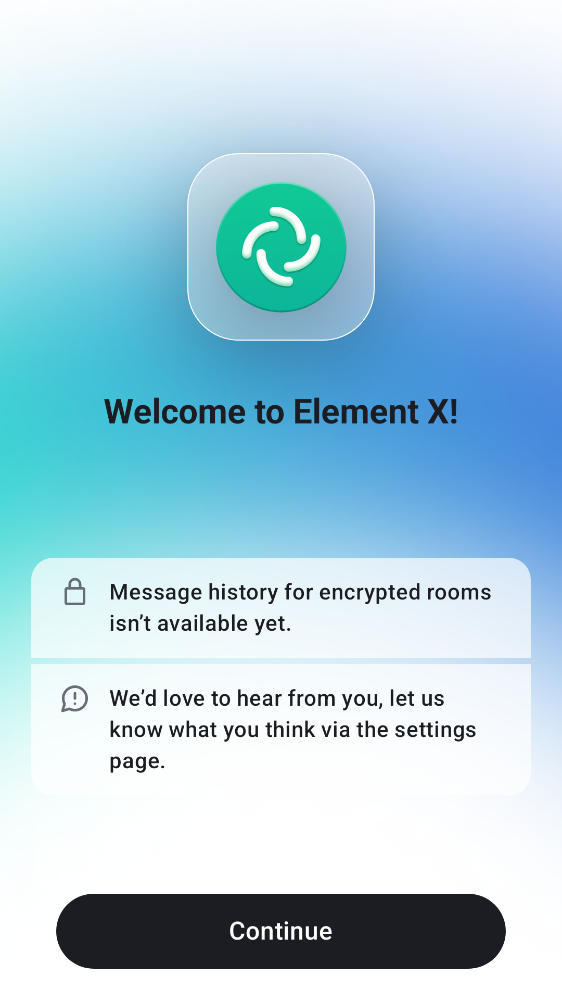 Welcome to Element X!
Message history for encrypted rooms
isn’t available yet.
We’d love to hear from you, let us
know what you think via the settings
page.
Continue